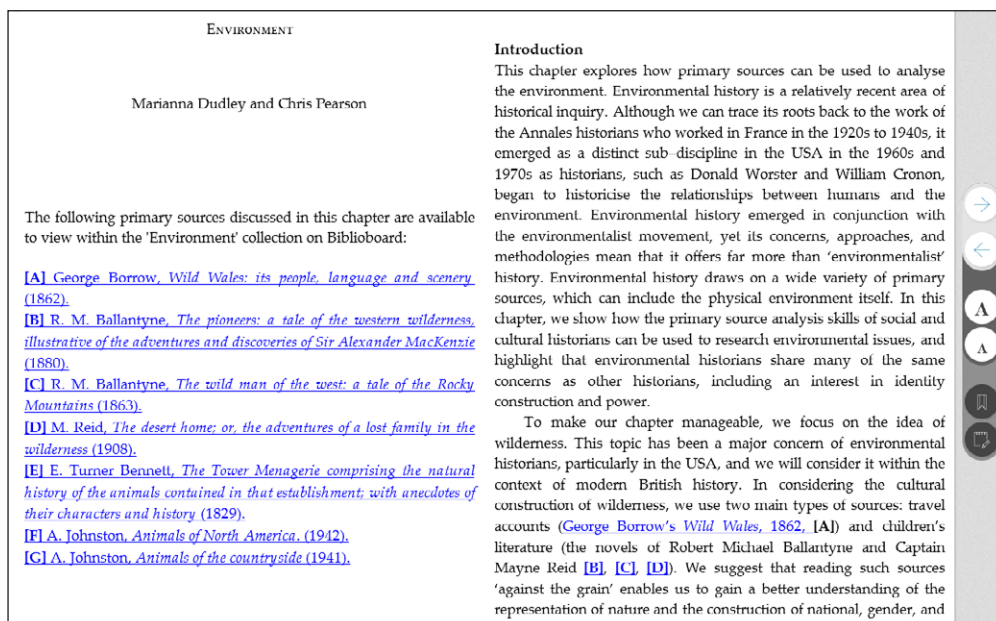 ENVIRONMENT
Marianna Dudley and Chris Pearson
The following primary sources discussed in this chapter are available
to view within the 'Environment' collection on Biblioboard:
[A] George Borrow, Wild Wales: its people, language and scenery
(1862).
[B] R. M. Ballantyne, The pioneers: a tale of the western wilderness,
illustrative of the adventures and discoveries of Sir Alexander MacKenzie
(1880).
[C] R. M. Ballantyne, The wild man of the west: a tale of the Rocky
Mountains (1863).
[D] M. Reid, The desert home; or, the adventures of a lost family in the
wilderness (1908).
[E] E. Turner Bennett, The Tower Menagerie comprising the natural
history of the animals contained in that establishment; with anecdotes of
their characters and history (1829).
[F] A. Johnston, Animals of North America. (1942).
[G] A. Johnston, Animals of the countryside (1941).
Introduction
This chapter explores how primary sources can be used to analyse
the environment. Environmental history is a relatively recent area of
historical inquiry. Although we can trace its roots back to the work of
the Annales historians who worked in France in the 1920s to 1940s, it
emerged as a distinct sub-discipline in the USA in the 1960s and
1970s as historians, such as Donald Worster and William Cronon,
began to historicise the relationships between humans and the
environment. Environmental history emerged in conjunction with
the environmentalist movement, yet its concerns, approaches, and
methodologies mean that it offers far more than 'environmentalist'
history. Environmental history draws on a wide variety of primary
sources, which can include the physical environment itself. In this
chapter, we show how the primary source analysis skills of social and
cultural historians can be used to research environmental issues, and
highlight that environmental historians share many of the same
concerns as other historians, including an interest in identity
construction and power.
To make our chapter manageable, we focus on the idea of
wilderness. This topic has been a major concern of environmental
historians, particularly in the USA, and we will consider it within the
context of modern British history. In considering the cultural
construction of wilderness, we use two main types of sources: travel
accounts (George Borrow's Wild Wales, 1862, [A]) and children's
literature (the novels of Robert Michael Ballantyne and Captain
Mayne Reid [B], [C], [D]). We suggest that reading such sources
'against the grain' enables us to gain a better understanding of the
representation of nature and the construction of national, gender, and
A
A